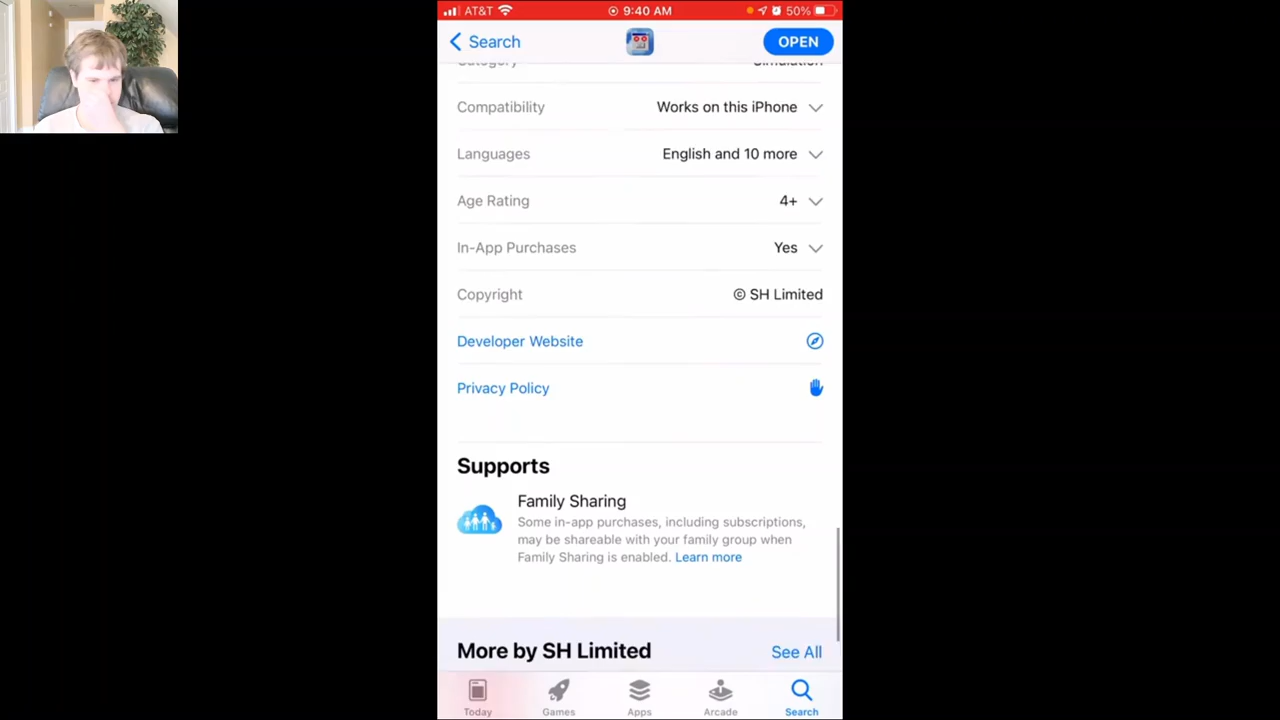 AT&T 9:40 AM 50%
Search OPEN
Category Simulation
Compatibility Works on this iPhone
Languages English and 10 more
Age Rating 4+
In-App Purchases Yes
Copyright © SH Limited
Developer Website
Privacy Policy
Supports
Family Sharing
Some in-app purchases, including subscriptions,
may be shareable with your family group when
Family Sharing is enabled. Learn more
More by SH Limited See All
Today Games Apps Arcade Search